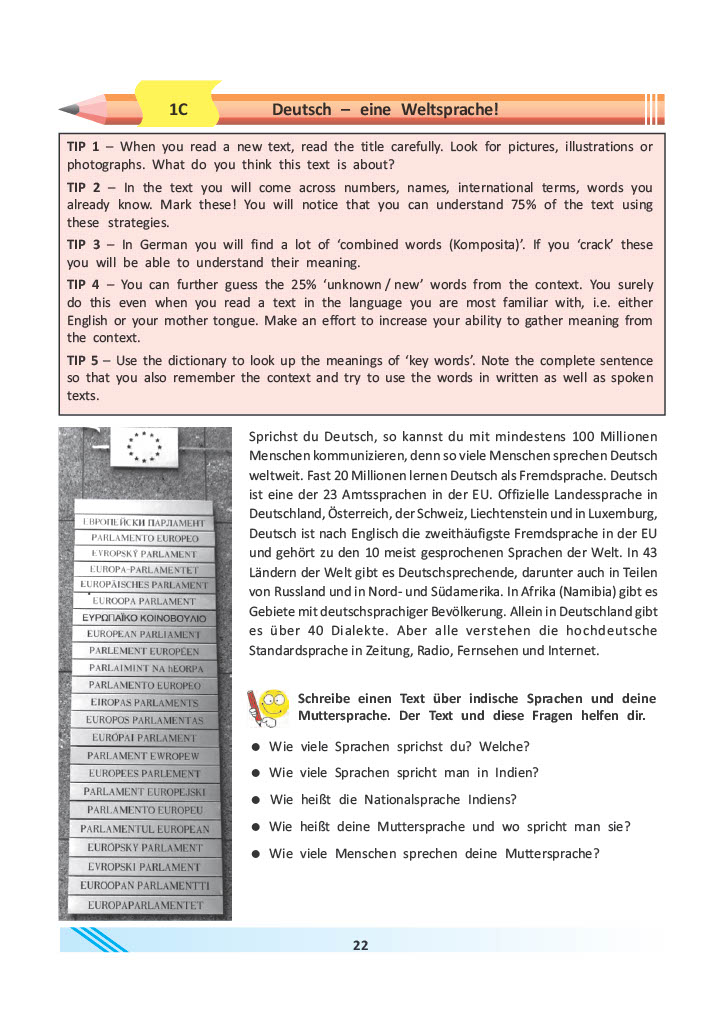 1C
Deutsch – eine Weltsprache!
TIP 1 – When you read a new text, read the title carefully. Look for pictures, illustrations or
photographs. What do you think this text is about?
TIP 2 – In the text you will come across numbers, names, international terms, words you
already know. Mark these! You will notice that you can understand 75% of the text using
these strategies.
TIP 3 – In German you will find a lot of ‘combined words (Komposita)’. If you ‘crack’ these
you will be able to understand their meaning.
TIP 4 – You can further guess the 25% ‘unknown / new’ words from the context. You surely
do this even when you read a text in the language you are most familiar with, i.e. either
English or your mother tongue. Make an effort to increase your ability to gather meaning from
the context.
TIP 5 – Use the dictionary to look up the meanings of ‘key words’. Note the complete sentence
so that you also remember the context and try to use the words in written as well as spoken
texts.
ЕВРОПЕЙСКИ ПАРЛАМЕНТ
PARLAMENTO EUROPEO
EVROPSKÝ PARLAMENT
EUROPA-PARLAMENTET
EUROPÄISCHES PARLAMENT
EUROOPA PARLAMENT
ΕΥΡΩΠΑΪΚΟ ΚΟΙΝΟΒΟΥΛΙΟ
EUROPEAN PARLIAMENT
PARLEMENT EUROPÉEN
PARLAIMINT NA hEORPA
PARLAMENTO EUROPEO
EIROPAS PARLAMENTS
EUROPOS PARLAMENTAS
EURÓPAI PARLAMENT
PARLAMENT EWROPEW
EUROPEES PARLEMENT
PARLAMENT EUROPEJSKI
PARLAMENTO EUROPEU
PARLAMENTUL EUROPEAN
EURÓPSKY PARLAMENT
EVROPSKI PARLAMENT
EUROOPAN PARLAMENTTI
EUROPAPARLAMENTET
Sprichst du Deutsch, so kannst du mit mindestens 100 Millionen
Menschen kommunizieren, denn so viele Menschen sprechen Deutsch
weltweit. Fast 20 Millionen lernen Deutsch als Fremdsprache. Deutsch
ist eine der 23 Amtssprachen in der EU. Offizielle Landessprache in
Deutschland, Österreich, der Schweiz, Liechtenstein und in Luxemburg,
Deutsch ist nach Englisch die zweithäufigste Fremdsprache in der EU
und gehört zu den 10 meist gesprochenen Sprachen der Welt. In 43
Ländern der Welt gibt es Deutschsprechende, darunter auch in Teilen
von Russland und in Nord- und Südamerika. In Afrika (Namibia) gibt es
Gebiete mit deutschsprachiger Bevölkerung. Allein in Deutschland gibt
es über 40 Dialekte. Aber alle verstehen die hochdeutsche
Standardsprache in Zeitung, Radio, Fernsehen und Internet.
Schreibe einen Text über indische Sprachen und deine
Muttersprache. Der Text und diese Fragen helfen dir.
● Wie viele Sprachen sprichst du? Welche?
● Wie viele Sprachen spricht man in Indien?
● Wie heißt die Nationalsprache Indiens?
● Wie heißt deine Muttersprache und wo spricht man sie?
● Wie viele Menschen sprechen deine Muttersprache?
22